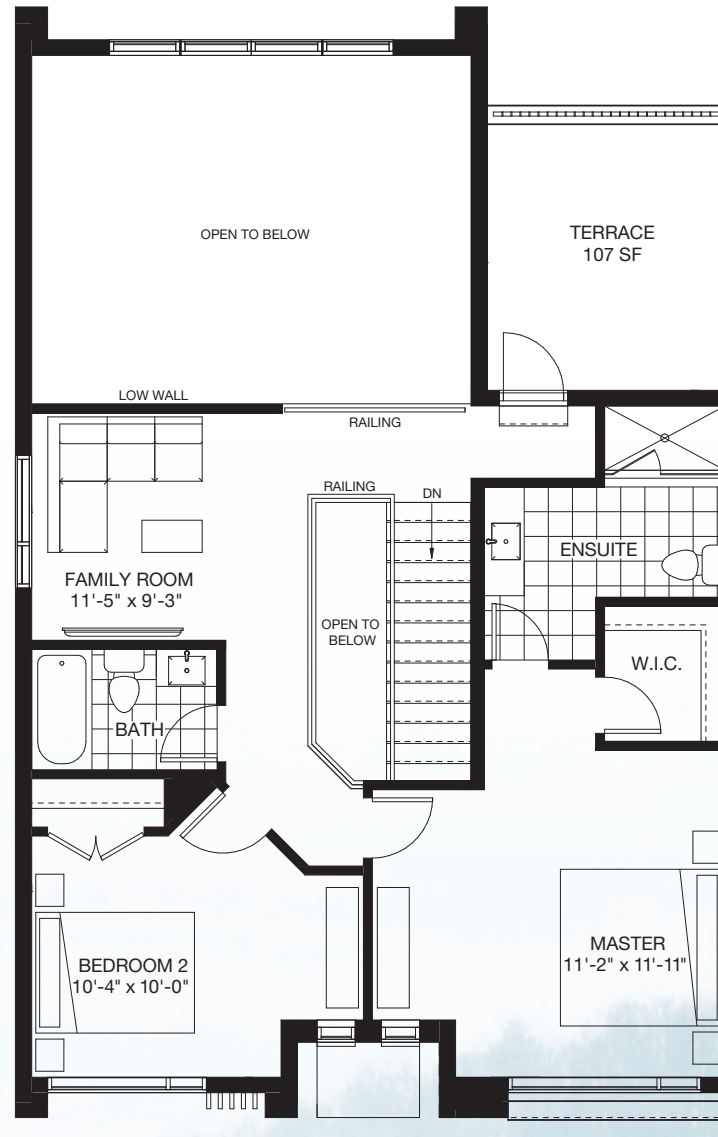 OPEN TO BELOW
TERRACE
107 SF
LOW WALL
RAILING
RAILING
DN
FAMILY ROOM
11'-5" x 9'-3"
ENSUITE
OPEN TO
BELOW
W.I.C.
BATH
BEDROOM 2
10'-4" x 10'-0"
MASTER
11'-2" x 11'-11"